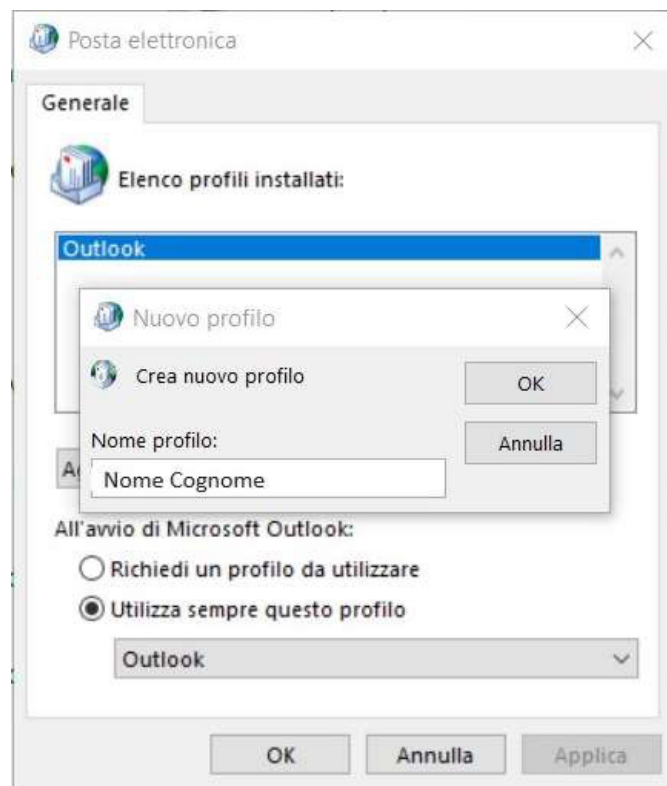 Posta elettronica
Generale
Elenco profili installati:
Outlook
Nuovo profilo
Crea nuovo profilo
OK
Nome profilo:
Annulla
Nome Cognome
All'avvio di Microsoft Outlook:
Richiedi un profilo da utilizzare
Utilizza sempre questo profilo
Outlook
OK Annulla Applica